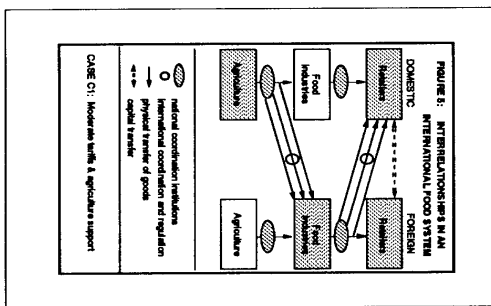 FIGURE 5: INTERRELATIONSHIPS IN AN
INTERNATIONAL FOOD SYSTEM
DOMESTIC
FOREIGN
Retailers
Retailers
Food
Industries
Food
Industries
Agriculture
Agriculture
national coordination institutions
international coordination and regulation
physical transfer of goods
capital transfer
CASE C1: Moderate tariffs & agriculture support